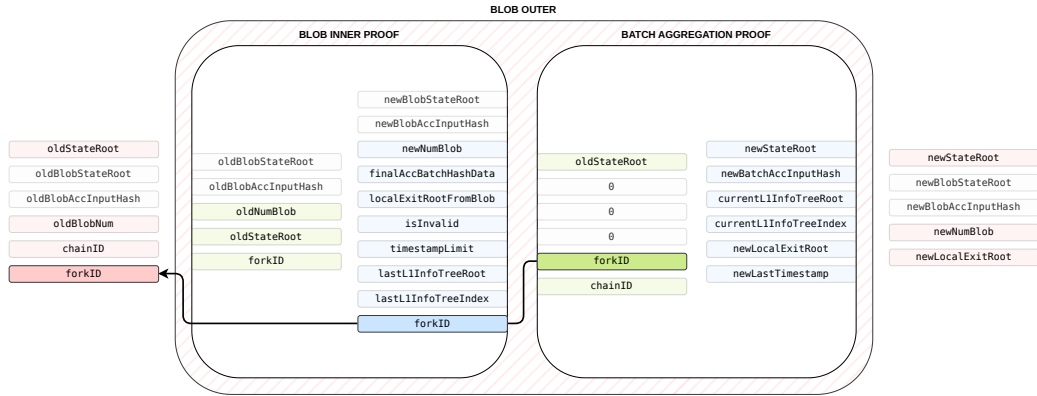 BLOB OUTER
BLOB INNER PROOF
BATCH AGGREGATION PROOF
oldStateRoot
oldBlobStateRoot
oldBlobAccInputHash
oldBlobNum
chainID
forkID
oldBlobStateRoot
oldBlobAccInputHash
oldNumBlob
oldStateRoot
forkID
newBlobStateRoot
newBlobAccInputHash
newNumBlob
finalAccBatchHashData
localExitRootFromBlob
isInvalid
timestampLimit
lastL1InfoTreeRoot
lastL1InfoTreeIndex
forkID
oldStateRoot
0
0
0
forkID
chainID
newStateRoot
newBatchAccInputHash
currentL1InfoTreeRoot
currentL1InfoTreeIndex
newLocalExitRoot
newLastTimestamp
newStateRoot
newBlobStateRoot
newBlobAccInputHash
newNumBlob
newLocalExitRoot